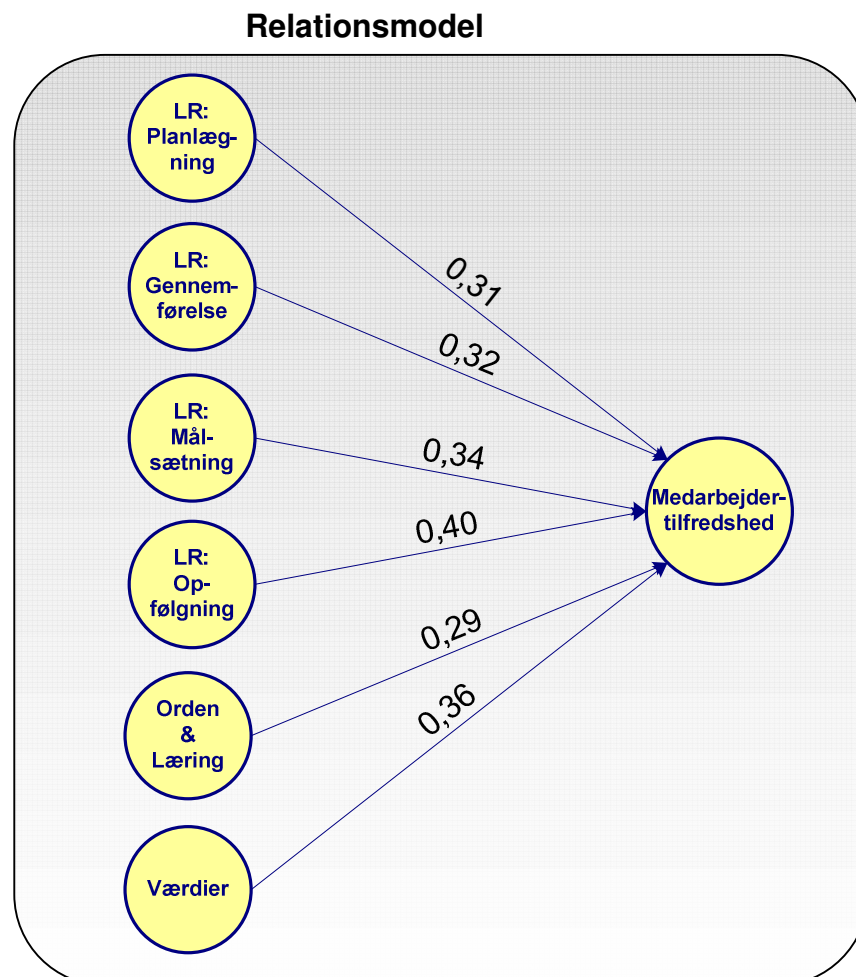 Relationsmodel
LR:
Planlæg-
ning
0,31
LR:
Gennem-
førelse
0,32
LR:
Mål-
sætning
0,34
Medarbejder-
tilfredshed
LR:
Op-
følgning
0,40
Orden
&
Læring
0,29
Værdier
0,36